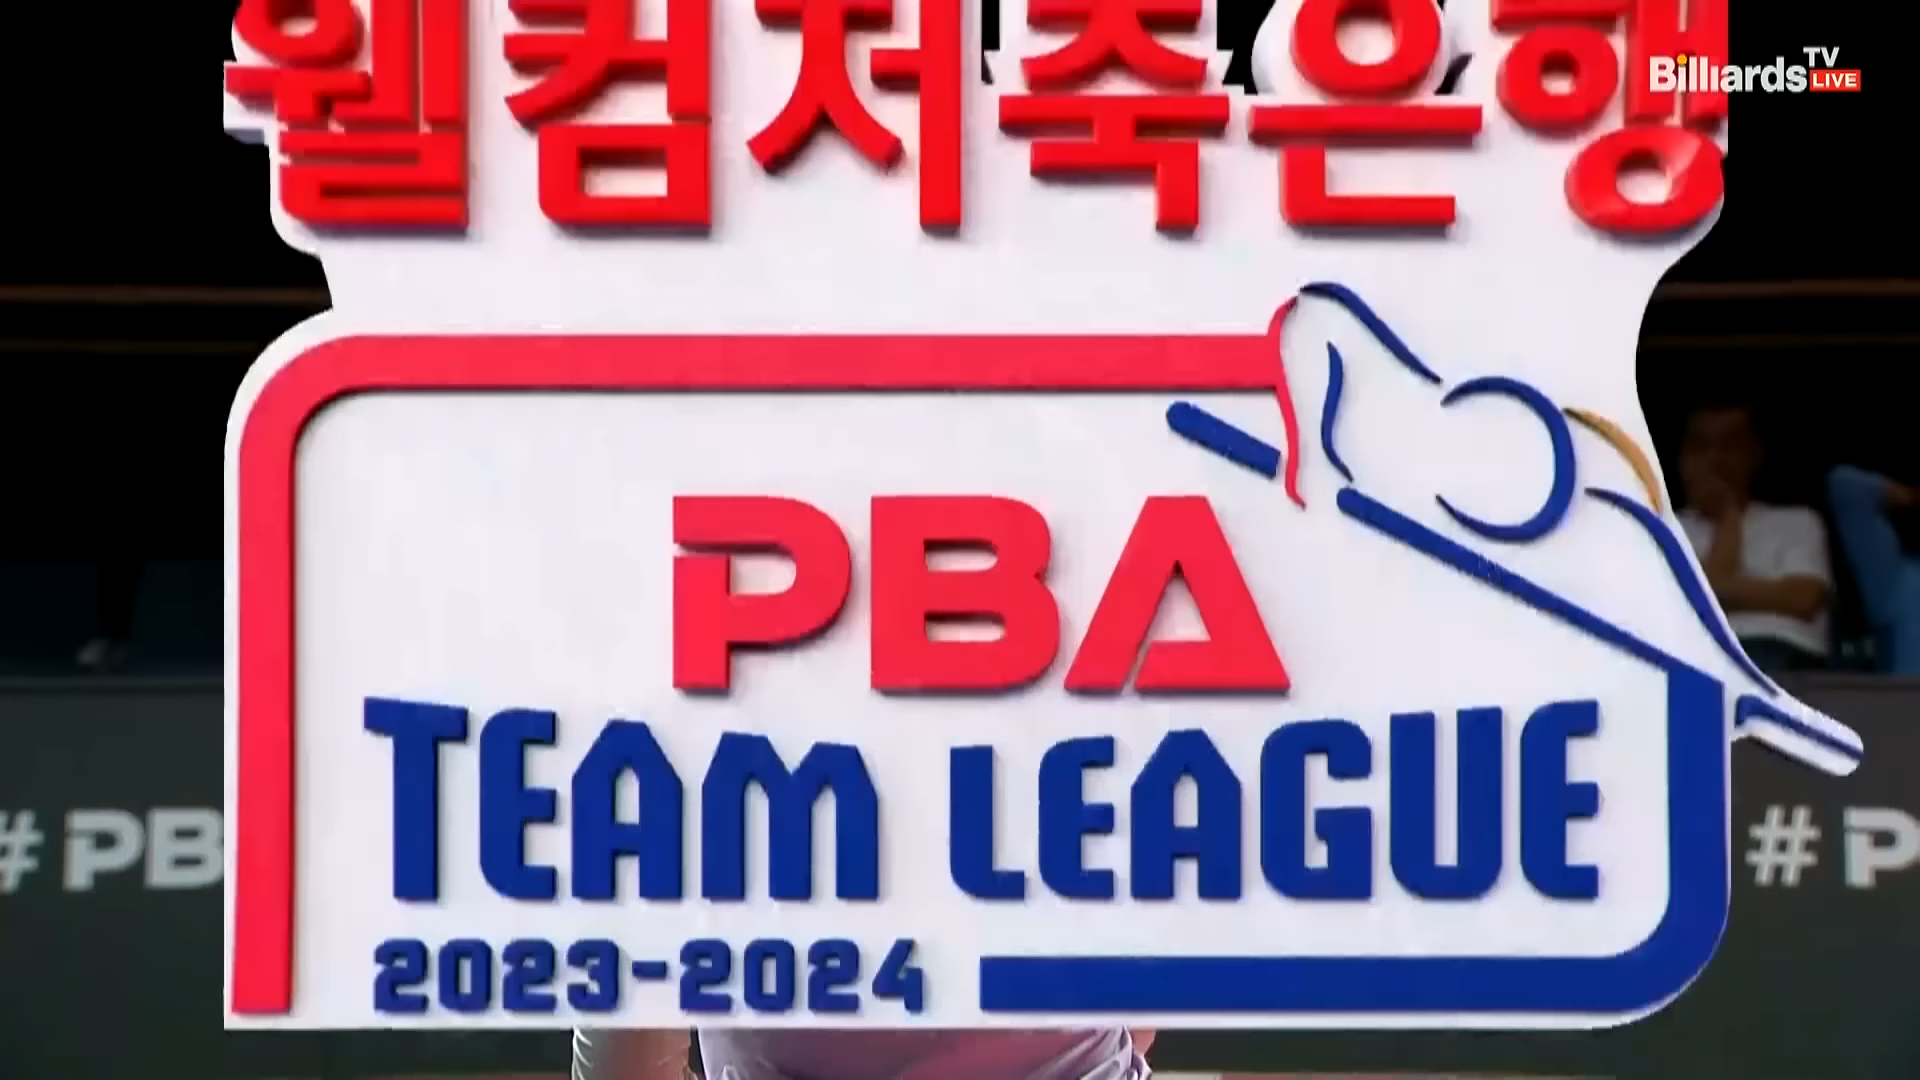 웰컴저축은행
Billiards TV LIVE
PBA
TEAM LEAGUE
2023-2024
# PB
# P